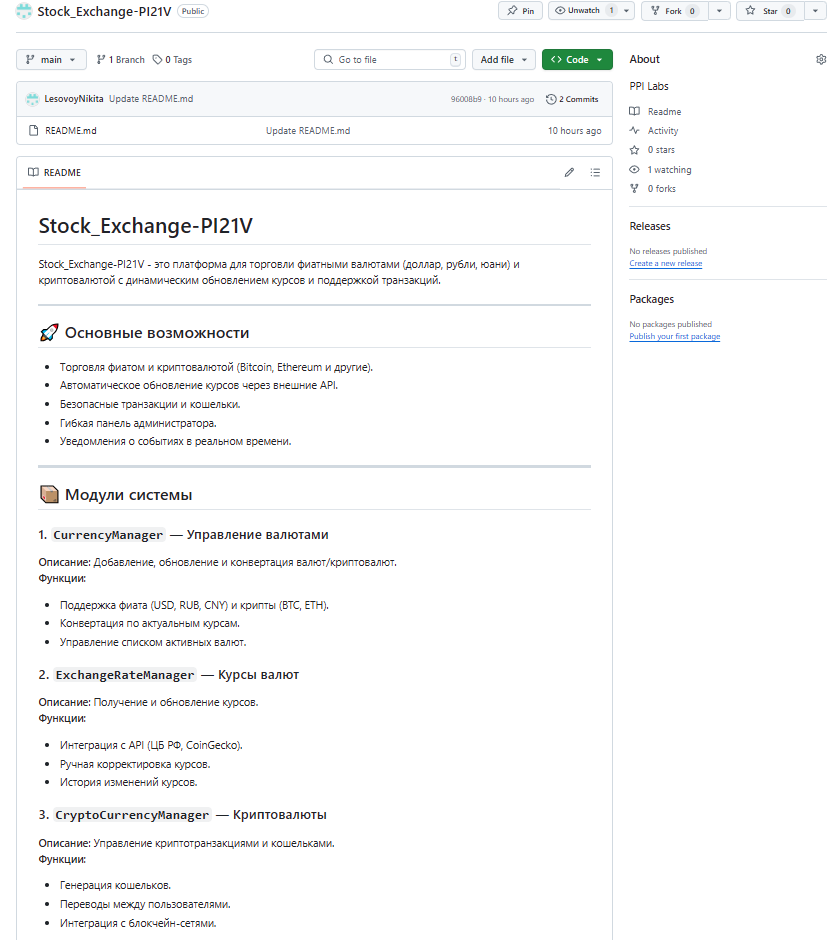 Stock_Exchange-PI21V Public
Pin
Unwatch 1
Fork 0
Star 0
main
1 Branch
0 Tags
Go to file t
Add file
Code
LesovoyNikita Update README.md
96008b9 · 10 hours ago
2 Commits
README.md
Update README.md
10 hours ago
README
Stock_Exchange-PI21V
Stock_Exchange-PI21V - это платформа для торговли фиатными валютами (доллар, рубли, юани) и
криптовалютой с динамическим обновлением курсов и поддержкой транзакций.
🚀 Основные возможности
• Торговля фиатом и криптовалютой (Bitcoin, Ethereum и другие).
• Автоматическое обновление курсов через внешние API.
• Безопасные транзакции и кошельки.
• Гибкая панель администратора.
• Уведомления о событиях в реальном времени.
📦 Модули системы
1. CurrencyManager — Управление валютами
Описание: Добавление, обновление и конвертация валют/криптовалют.
Функции:
• Поддержка фиата (USD, RUB, CNY) и крипты (BTC, ETH).
• Конвертация по актуальным курсам.
• Управление списком активных валют.
2. ExchangeRateManager — Курсы валют
Описание: Получение и обновление курсов.
Функции:
• Интеграция с API (ЦБ РФ, CoinGecko).
• Ручная корректировка курсов.
• История изменений курсов.
3. CryptoCurrencyManager — Криптовалюты
Описание: Управление криптотранзакциями и кошельками.
Функции:
• Генерация кошельков.
• Переводы между пользователями.
• Интеграция с блокчейн-сетями.
About
PPI Labs
Readme
Activity
0 stars
1 watching
0 forks
Releases
No releases published
Create a new release
Packages
No packages published
Publish your first package